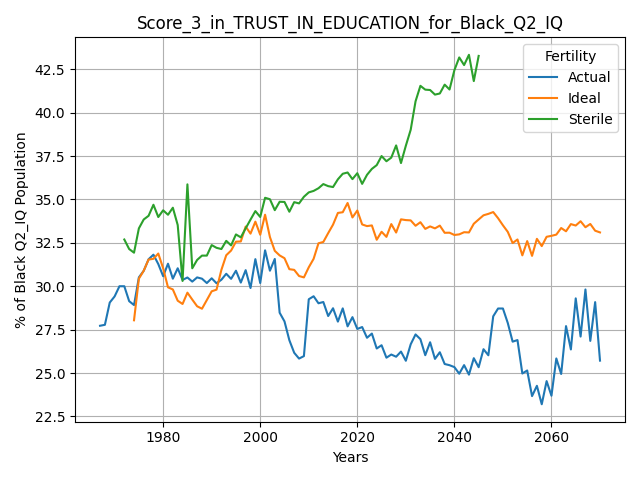 Score_3_in_TRUST_IN_EDUCATION_for_Black_Q2_IQ
Fertility
Actual
Ideal
Sterile
% of Black Q2_IQ Population
42.5
40.0
37.5
35.0
32.5
30.0
27.5
25.0
22.5
1980
2000
2020
2040
2060
Years